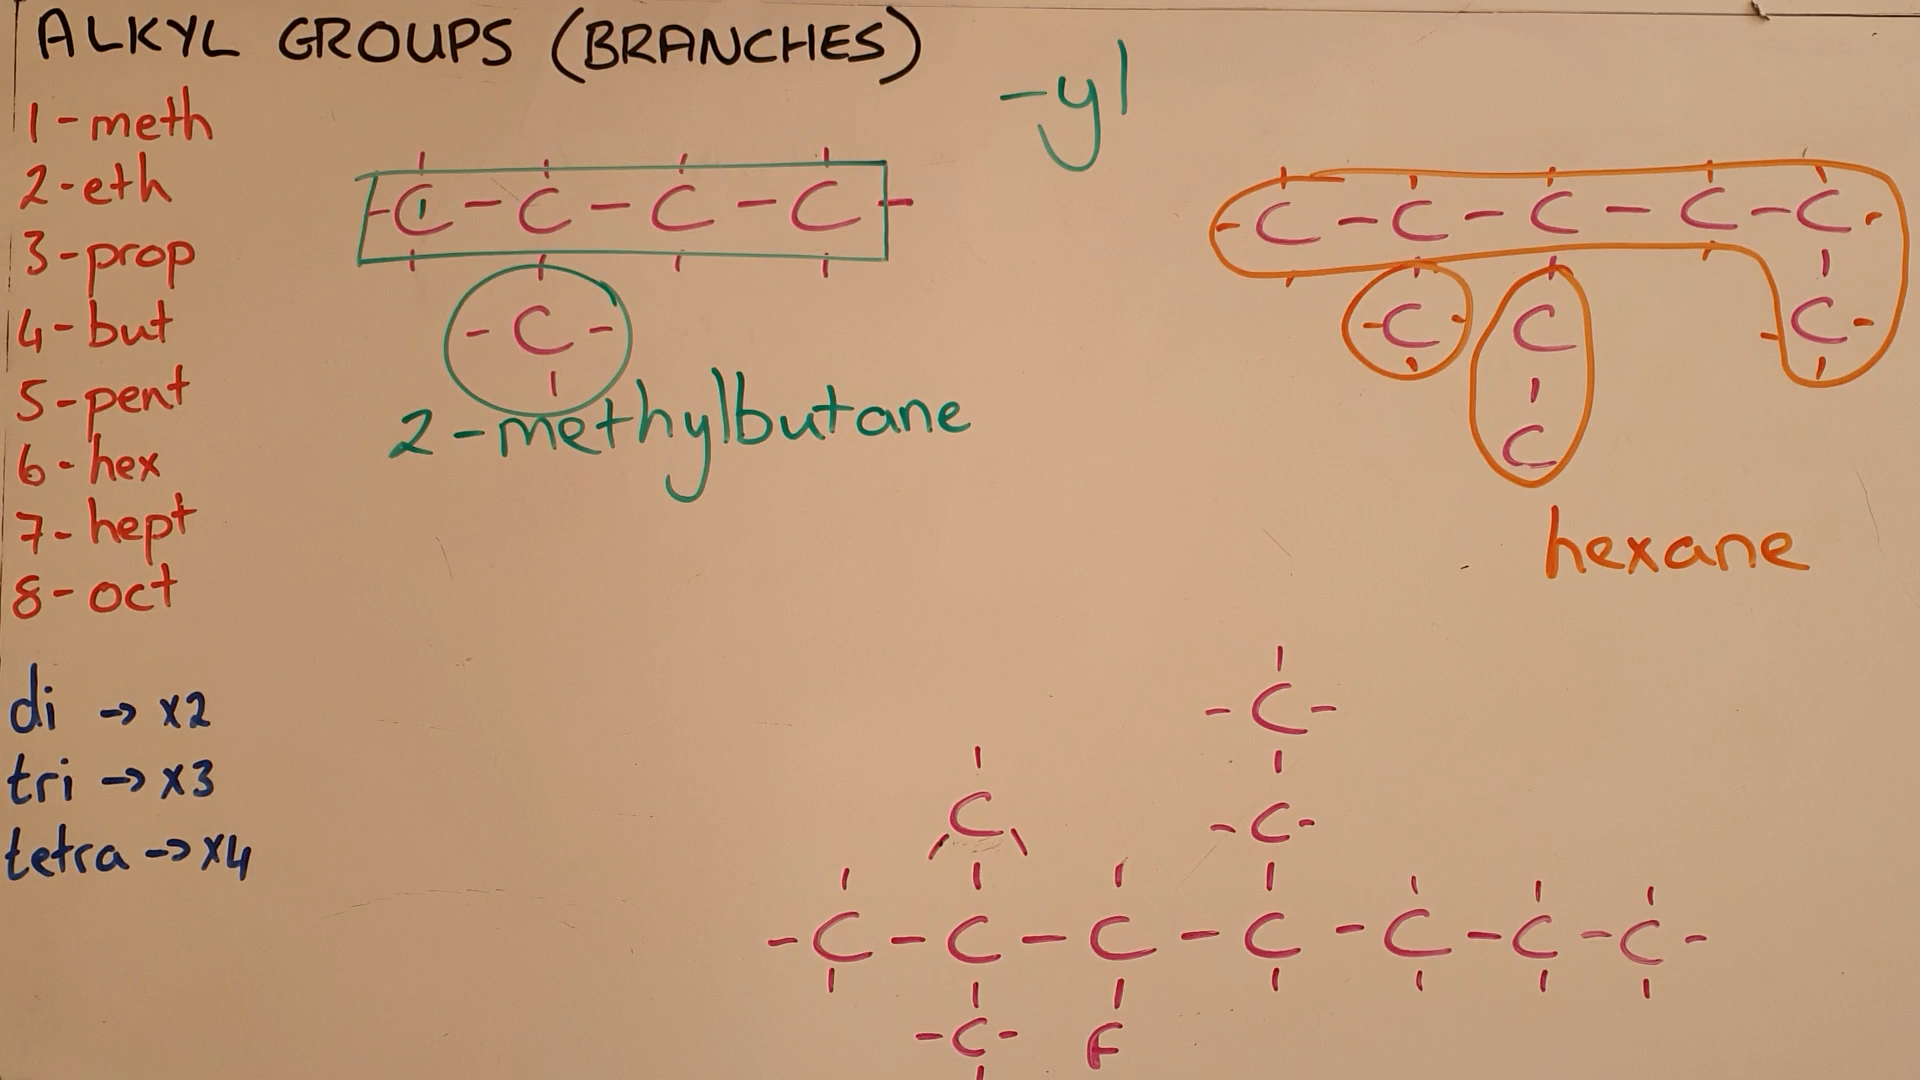 ALKYL GROUPS (BRANCHES)
-yl
1-meth
2-eth
3-prop
4-but
5-pent
6-hex
7-hept
8-oct
di → x2
tri → x3
tetra → x4
-C-C-C-C-
-C-
2-methylbutane
-C-C-C-C-C-
-C- C -C-
C
hexane
-C-
C -C-
-C-C-C-C-C-C-C-
-C- F